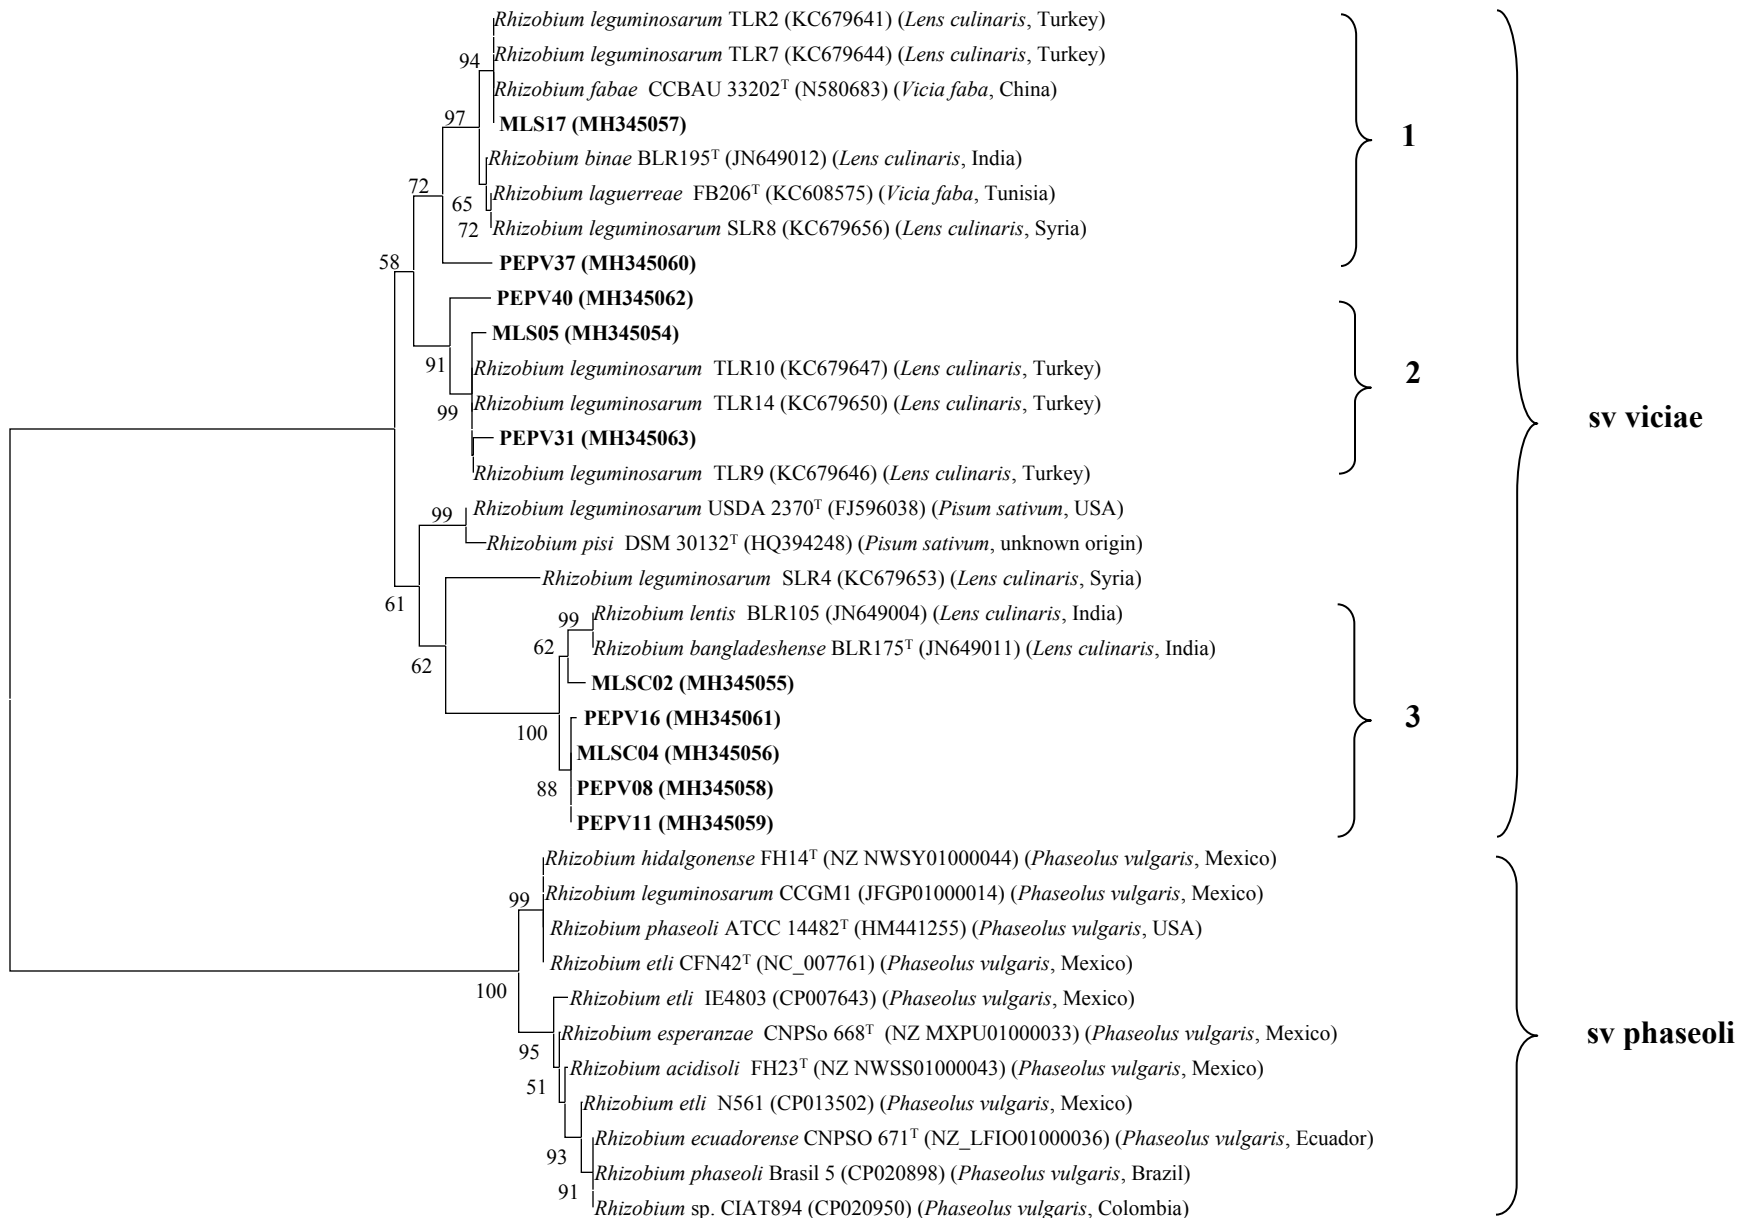 Rhizobium leguminosarum TLR2 (KC679641) (Lens culinaris, Turkey)
Rhizobium leguminosarum TLR7 (KC679644) (Lens culinaris, Turkey)
94
Rhizobium fabae CCBAU 33202ᵀ (N580683) (Vicia faba, China)
97
MLS17 (MH345057)
1
Rhizobium binae BLR195ᵀ (JN649012) (Lens culinaris, India)
72
Rhizobium laguerreae FB206ᵀ (KC608575) (Vicia faba, Tunisia)
65
72
Rhizobium leguminosarum SLR8 (KC679656) (Lens culinaris, Syria)
58
PEPV37 (MH345060)
PEPV40 (MH345062)
MLS05 (MH345054)
91
Rhizobium leguminosarum TLR10 (KC679647) (Lens culinaris, Turkey)
2
Rhizobium leguminosarum TLR14 (KC679650) (Lens culinaris, Turkey)
99
sv viciae
PEPV31 (MH345063)
Rhizobium leguminosarum TLR9 (KC679646) (Lens culinaris, Turkey)
99
Rhizobium leguminosarum USDA 2370ᵀ (FJ596038) (Pisum sativum, USA)
Rhizobium pisi DSM 30132ᵀ (HQ394248) (Pisum sativum, unknown origin)
Rhizobium leguminosarum SLR4 (KC679653) (Lens culinaris, Syria)
61
99
Rhizobium lentis BLR105 (JN649004) (Lens culinaris, India)
62
Rhizobium bangladeshense BLR175ᵀ (JN649011) (Lens culinaris, India)
62
MLSC02 (MH345055)
PEPV16 (MH345061)
3
100
MLSC04 (MH345056)
88
PEPV08 (MH345058)
PEPV11 (MH345059)
Rhizobium hidalgonense FH14ᵀ (NZ NWSY01000044) (Phaseolus vulgaris, Mexico)
99
Rhizobium leguminosarum CCGM1 (JFGP01000014) (Phaseolus vulgaris, Mexico)
Rhizobium phaseoli ATCC 14482ᵀ (HM441255) (Phaseolus vulgaris, USA)
Rhizobium etli CFN42ᵀ (NC_007761) (Phaseolus vulgaris, Mexico)
100
Rhizobium etli IE4803 (CP007643) (Phaseolus vulgaris, Mexico)
Rhizobium esperanzae CNPSo 668ᵀ (NZ MXPU01000033) (Phaseolus vulgaris, Mexico)
sv phaseoli
95
Rhizobium acidisoli FH23ᵀ (NZ NWSS01000043) (Phaseolus vulgaris, Mexico)
51
Rhizobium etli N561 (CP013502) (Phaseolus vulgaris, Mexico)
Rhizobium ecuadorense CNPSO 671ᵀ (NZ_LFIO01000036) (Phaseolus vulgaris, Ecuador)
93
Rhizobium phaseoli Brasil 5 (CP020898) (Phaseolus vulgaris, Brazil)
91
Rhizobium sp. CIAT894 (CP020950) (Phaseolus vulgaris, Colombia)